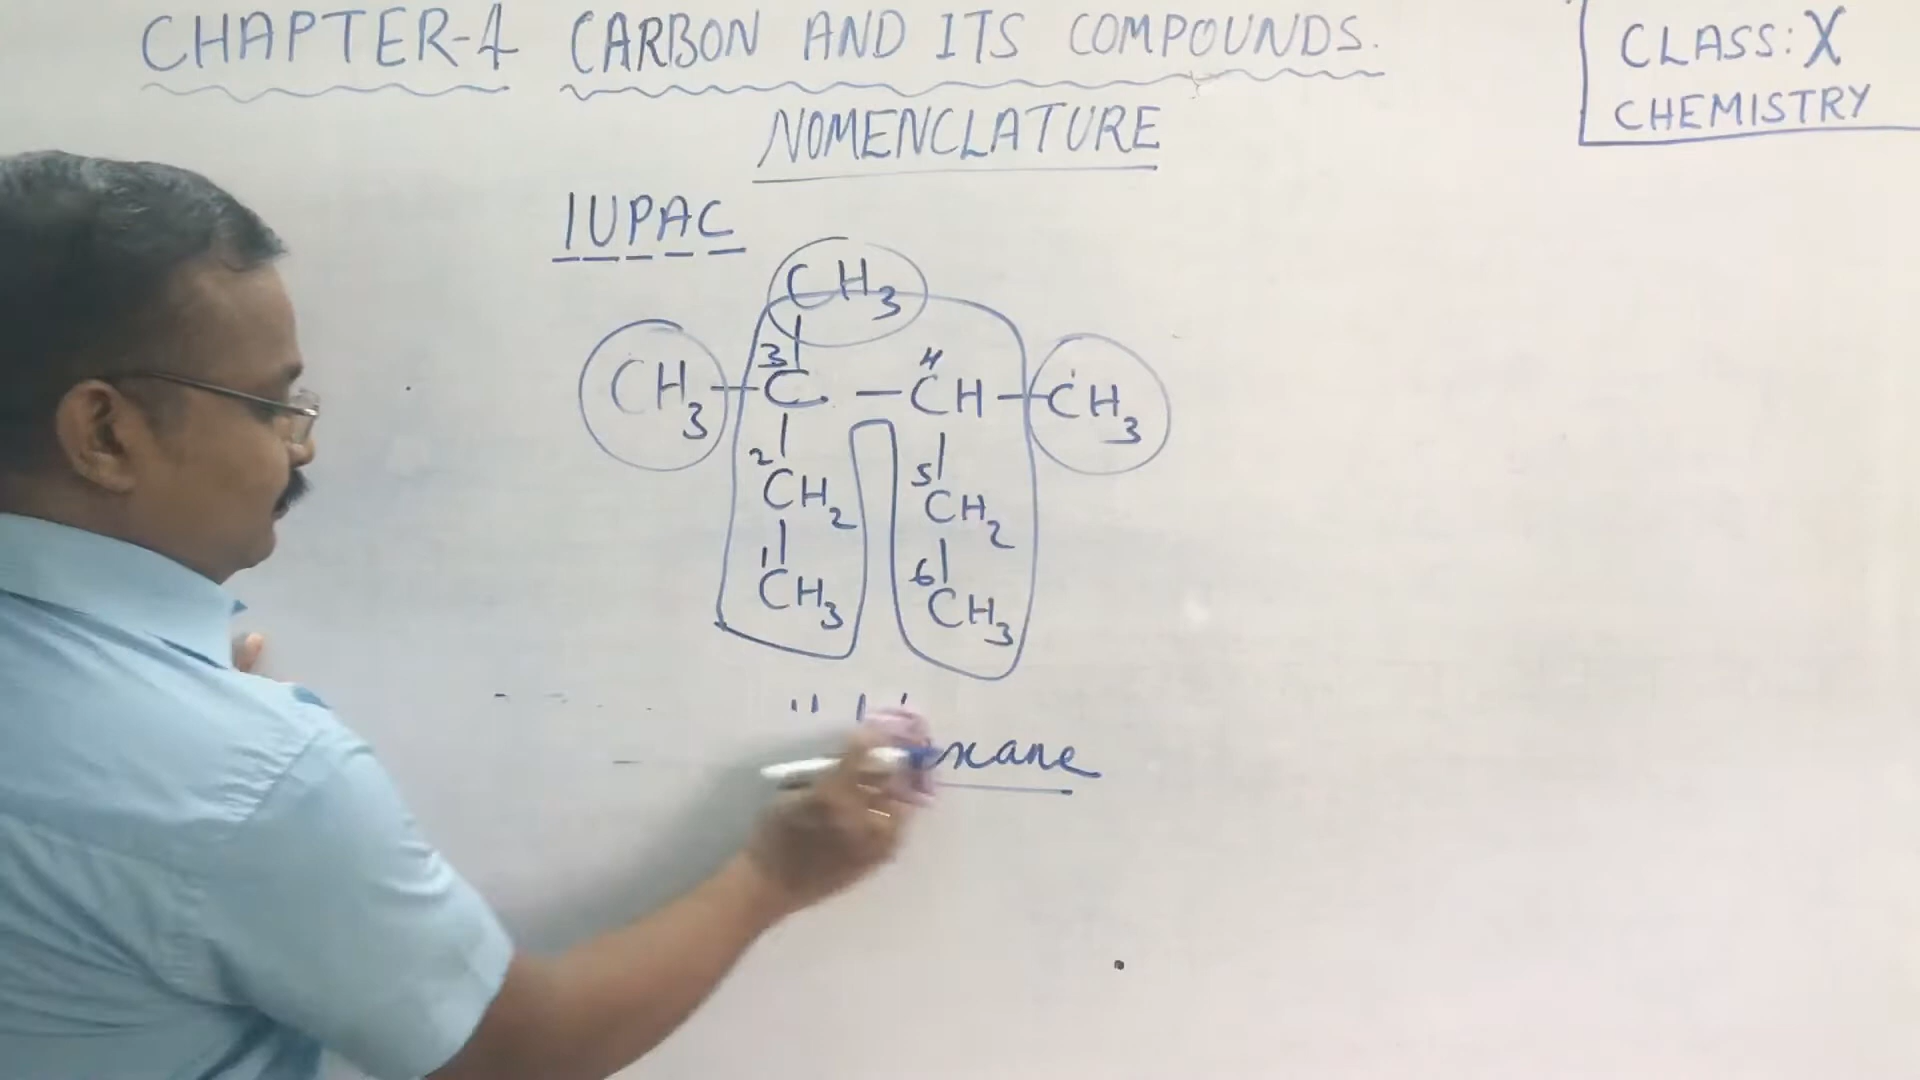 CHAPTER-4 CARBON AND ITS COMPOUNDS.
CLASS: X
CHEMISTRY
NOMENCLATURE
IUPAC
CH3
3 4
CH3 - C - CH - CH3
2 5
CH2 CH2
1 6
CH3 CH3
xane